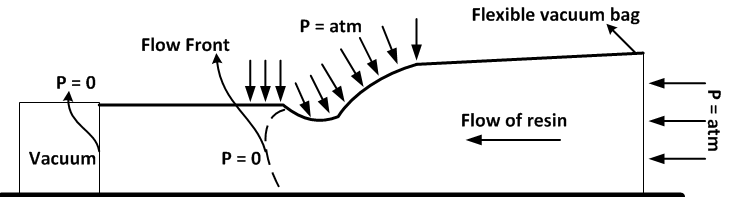 Flexible vacuum bag
P = atm
Flow Front
P = 0
Flow of resin
P = atm
Vacuum
P = 0